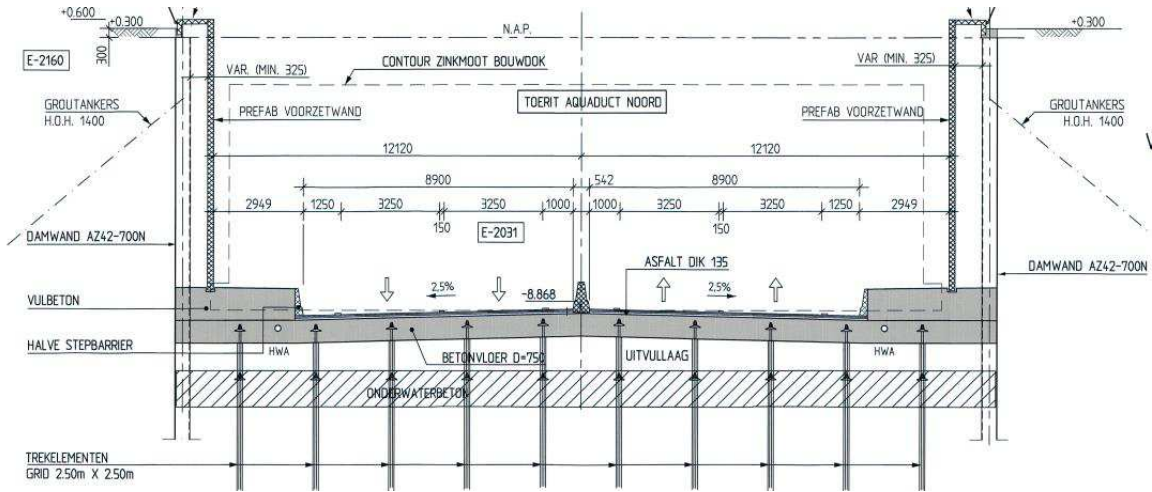 +0.600
+0.300
N.A.P.
+0.300
300
E-2160
VAR. (MIN. 325)
CONTOUR ZINKMOOT BOUWDOK
VAR (MIN. 325)
GROUTANKERS
H.O.H. 1400
PREFAB VOORZETWAND
TOERIT AQUADUCT NOORD
PREFAB VOORZETWAND
GROUTANKERS
H.O.H. 1400
12120
12120
8900
542
8900
2949
1250
3250
3250
1000
1000
3250
3250
1250
2949
150
150
E-2031
DAMWAND AZ42-700N
ASFALT DIK 135
DAMWAND AZ42-700N
2,5%
-8.868
2,5%
VULBETON
HALVE STEPBARRIER
HWA
BETONVLOER D=750
UITVULLAAG
HWA
ONDERWATERBETON
TREKELEMENTEN
GRID 2.50m X 2.50m